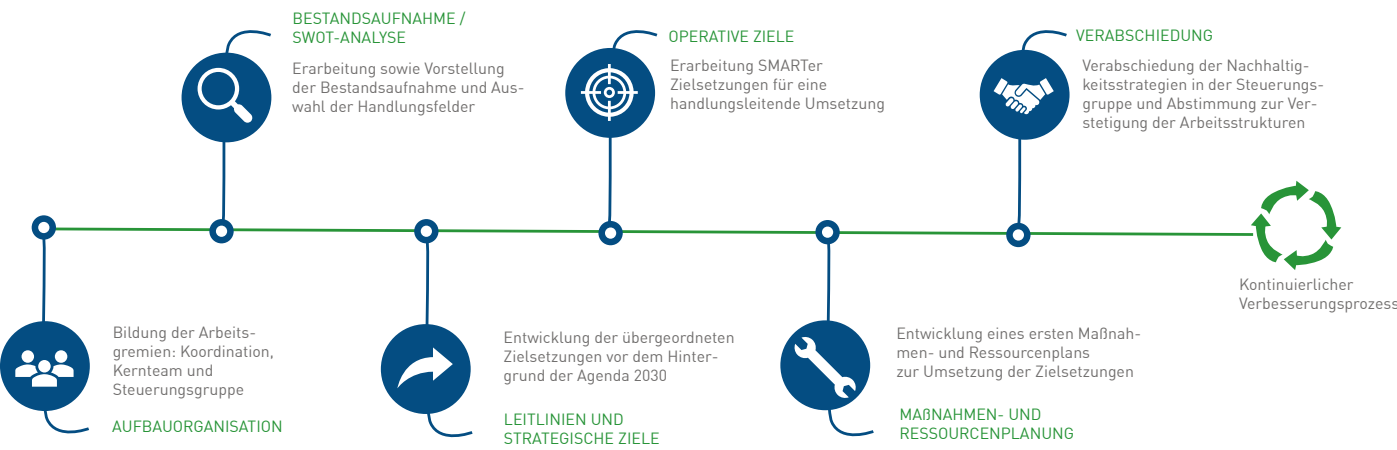 BESTANDSAUFNAHME /
SWOT-ANALYSE
Erarbeitung sowie Vorstellung
der Bestandsaufnahme und Aus-
wahl der Handlungsfelder
OPERATIVE ZIELE
Erarbeitung SMARTer
Zielsetzungen für eine
handlungsleitende Umsetzung
VERABSCHIEDUNG
Verabschiedung der Nachhaltig-
keitsstrategien in der Steuerungs-
gruppe und Abstimmung zur Ver-
stetigung der Arbeitsstrukturen
Kontinuierlicher
Verbesserungsprozess
Bildung der Arbeits-
gremien: Koordination,
Kernteam und
Steuerungsgruppe
AUFBAUORGANISATION
Entwicklung der übergeordneten
Zielsetzungen vor dem Hinter-
grund der Agenda 2030
LEITLINIEN UND
STRATEGISCHE ZIELE
Entwicklung eines ersten Maßnah-
men- und Ressourcenplans
zur Umsetzung der Zielsetzungen
MAßNAHMEN- UND
RESSOURCENPLANUNG